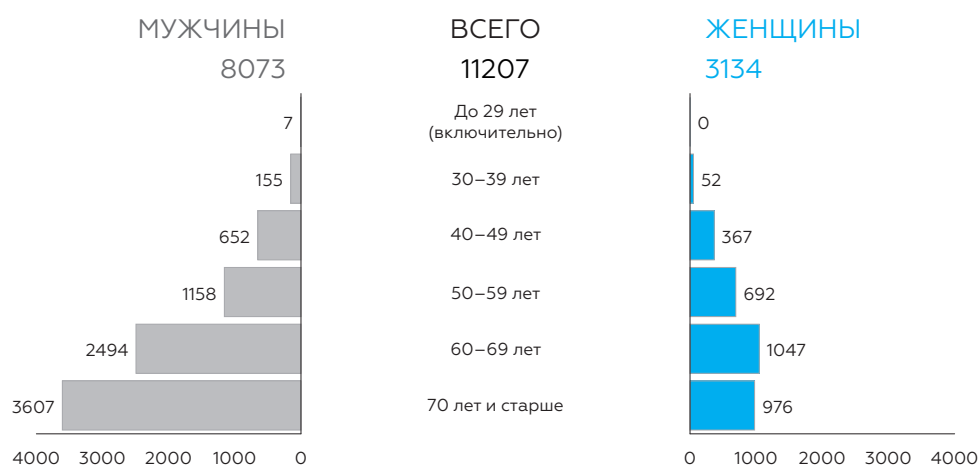 МУЖЧИНЫ ВСЕГО ЖЕНЩИНЫ
8073 11207 3134
7 До 29 лет 0
(включительно)
155 30–39 лет 52
652 40–49 лет 367
1158 50–59 лет 692
2494 60–69 лет 1047
3607 70 лет и старше 976
4000 3000 2000 1000 0 0 1000 2000 3000 4000